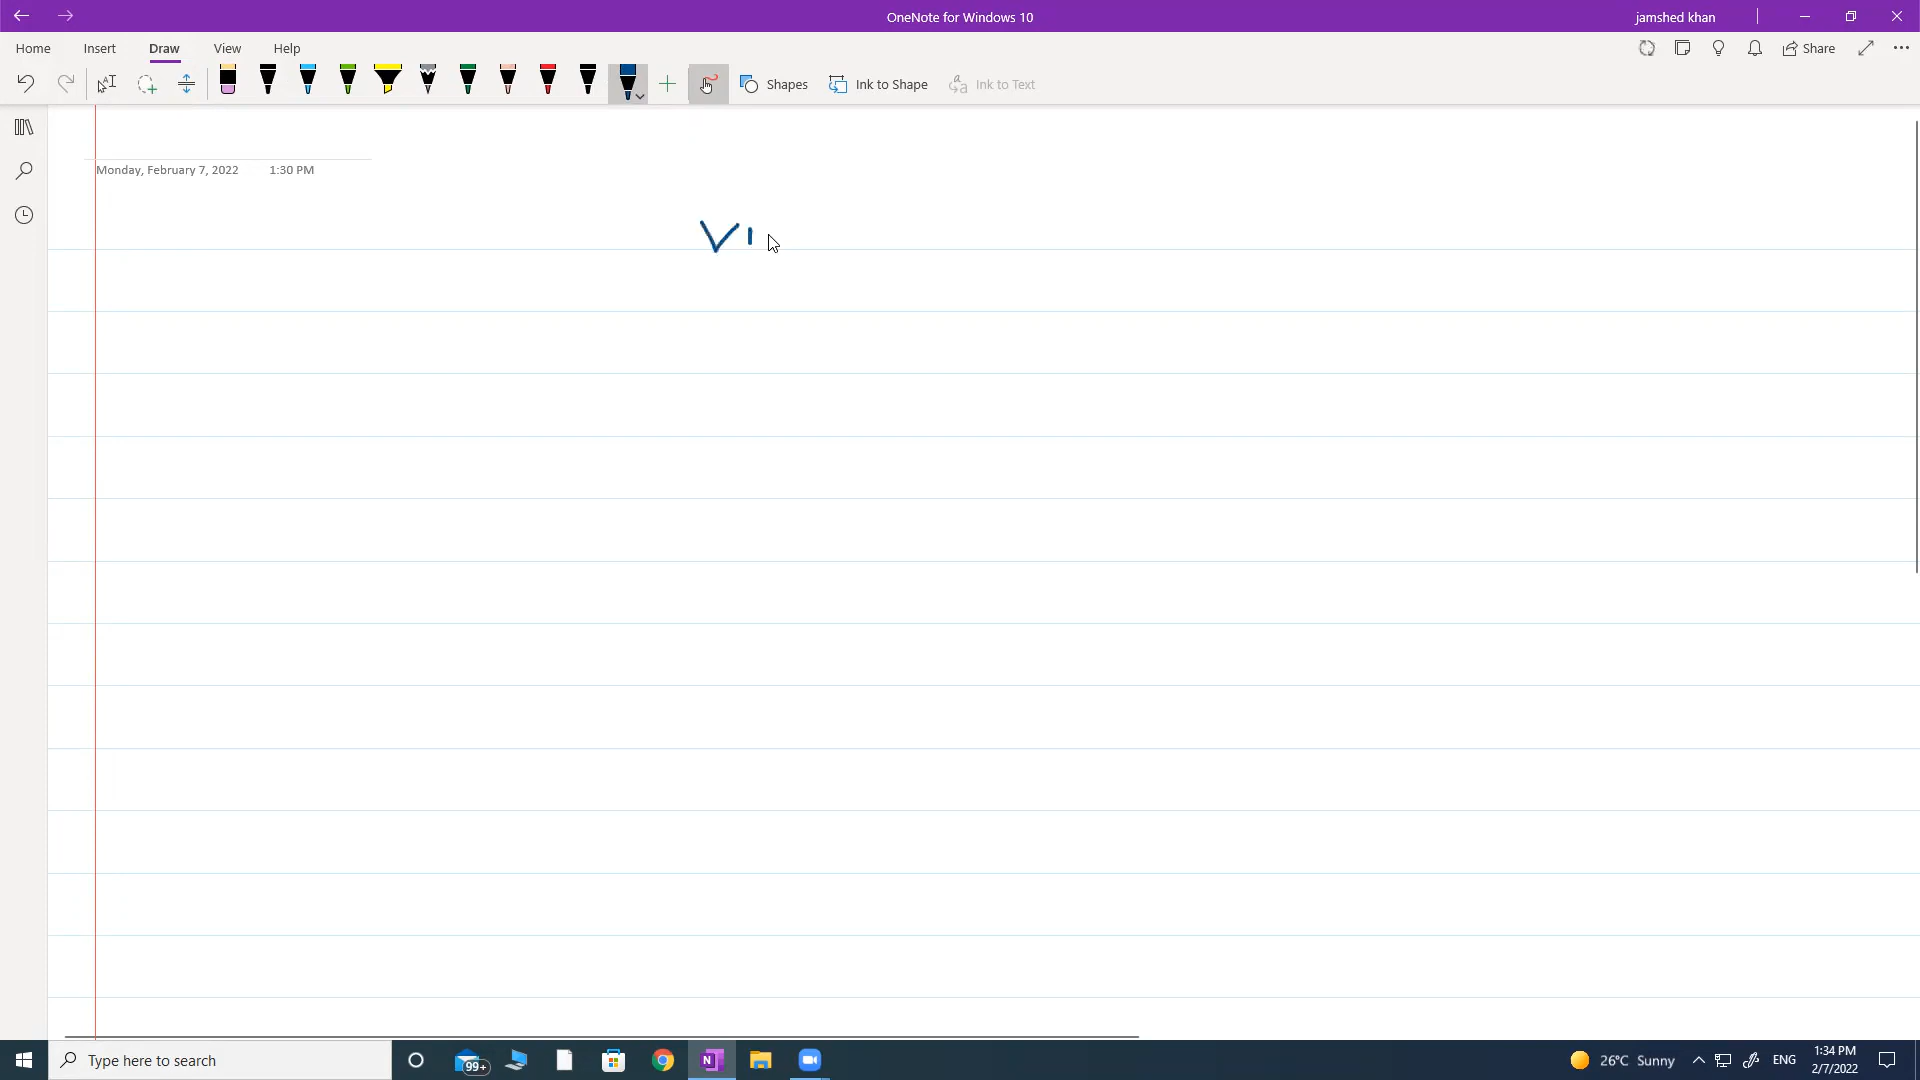 OneNote for Windows 10
jamshed khan
Home Insert Draw View Help
Share
Shapes Ink to Shape Ink to Text
Monday, February 7, 2022 1:30 PM
Vi
Type here to search
99+
26°C Sunny
ENG
1:34 PM
2/7/2022